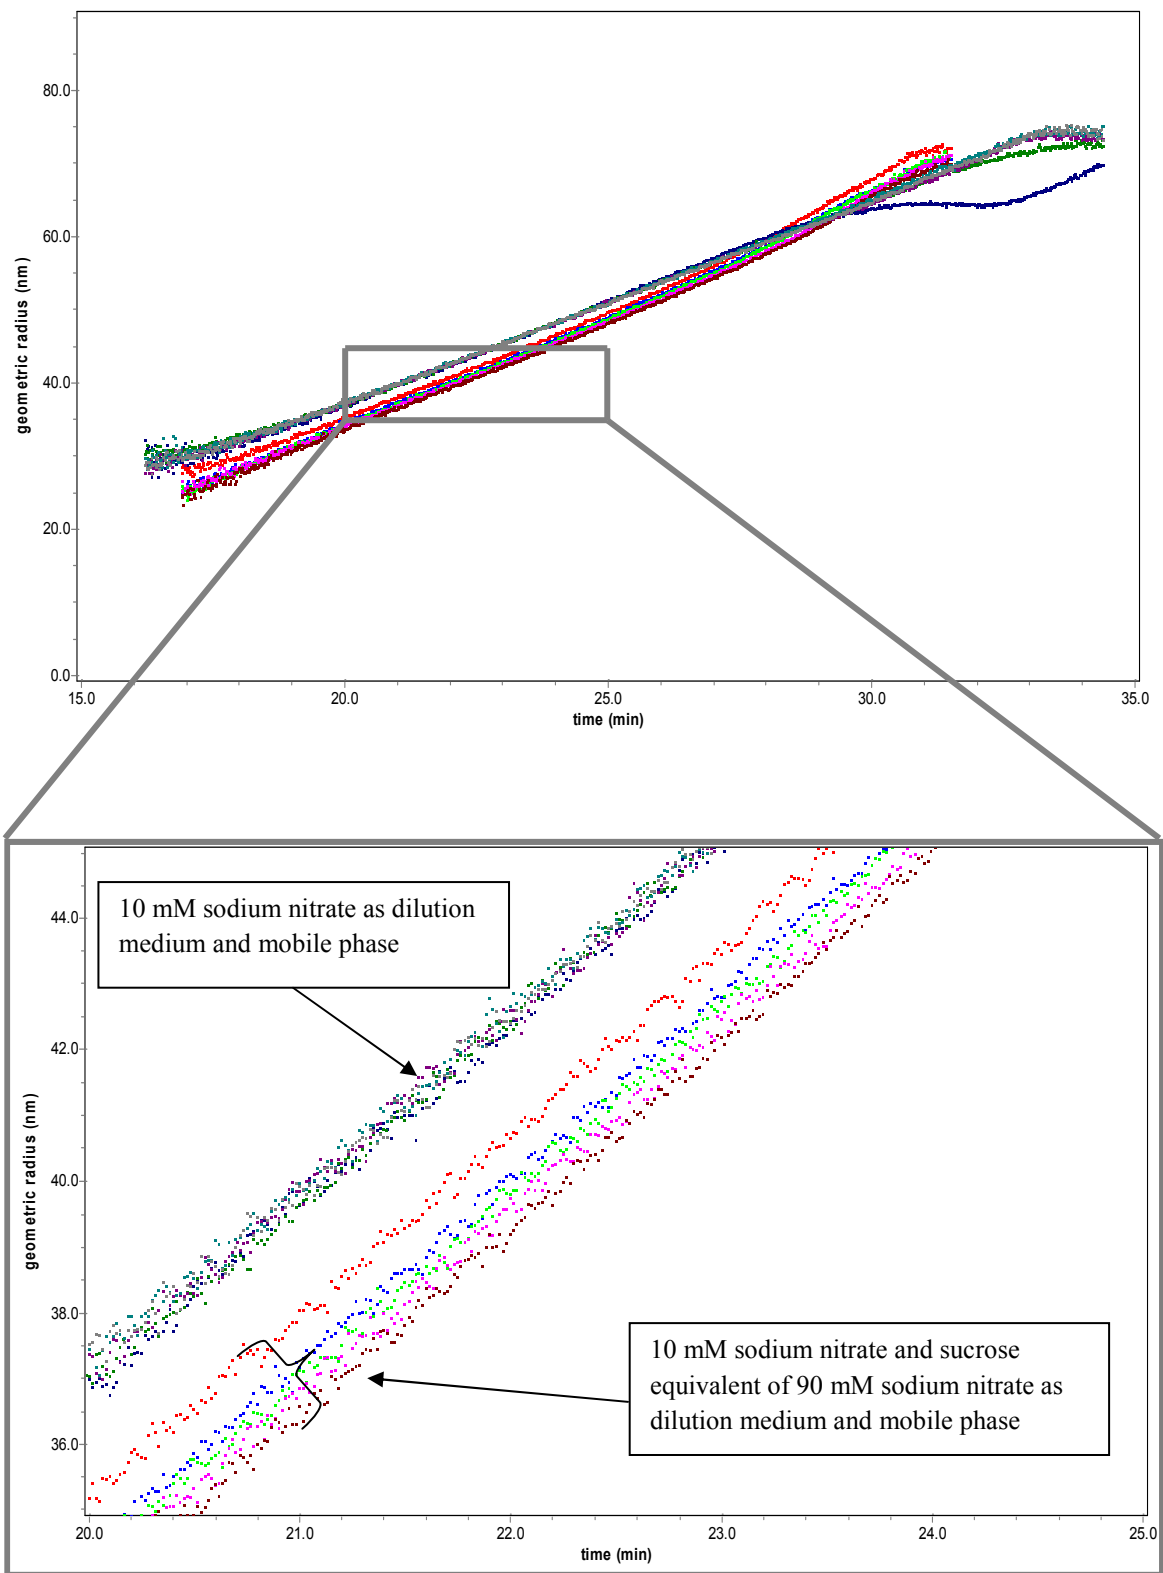 80.0
60.0
40.0
20.0
0.0
geometric radius (nm)
15.0 20.0 25.0 30.0 35.0
time (min)
10 mM sodium nitrate as dilution
medium and mobile phase
44.0
42.0
40.0
38.0
36.0
geometric radius (nm)
10 mM sodium nitrate and sucrose
equivalent of 90 mM sodium nitrate as
dilution medium and mobile phase
20.0 21.0 22.0 23.0 24.0 25.0
time (min)